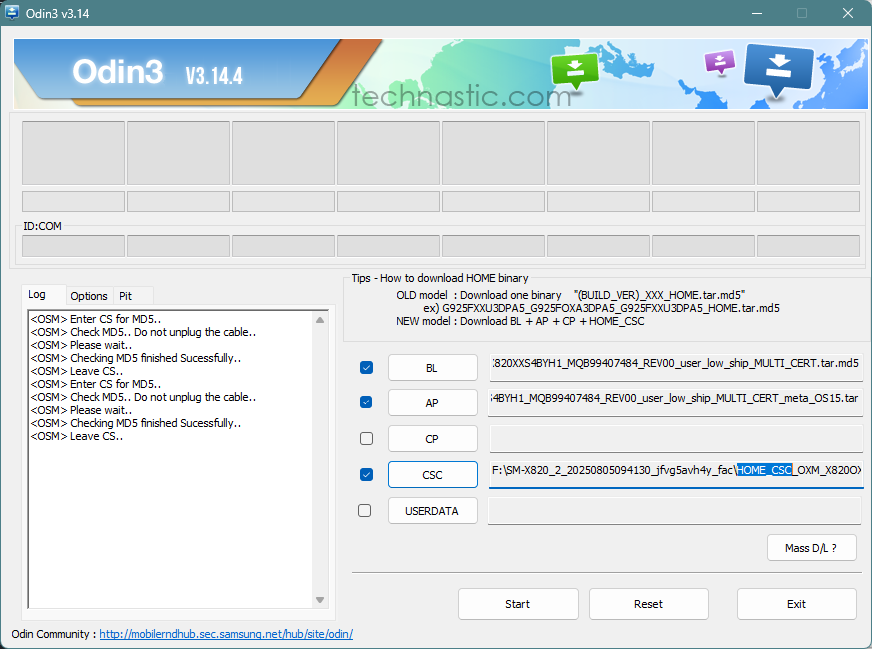 Odin3 v3.14
Odin3 V3.14.4
technastic.com
ID:COM
Log
Options
Pit
<OSM> Enter CS for MD5..
<OSM> Check MD5.. Do not unplug the cable..
<OSM> Please wait..
<OSM> Checking MD5 finished Sucessfully..
<OSM> Leave CS..
<OSM> Enter CS for MD5..
<OSM> Check MD5.. Do not unplug the cable..
<OSM> Please wait..
<OSM> Checking MD5 finished Sucessfully..
<OSM> Leave CS..
Tips - How to download HOME binary
OLD model : Download one binary "(BUILD_VER)_XXX_HOME.tar.md5"
ex) G925FXXU3DPA5_G925FOXA3DPA5_G925FXXU3DPA5_HOME.tar.md5
NEW model : Download BL + AP + CP + HOME_CSC
BL
X820XXS4BYH1_MQB99407484_REV00_user_low_ship_MULTI_CERT.tar.md5
AP
S4BYH1_MQB99407484_REV00_user_low_ship_MULTI_CERT_meta_OS15.tar
CP
CSC
F:\SM-X820_2_20250805094130_jfvg5avh4y_fac\HOME_CSC_OXM_X820OX
USERDATA
Mass D/L ?
Start
Reset
Exit
Odin Community : http://mobilerndhub.sec.samsung.net/hub/site/odin/